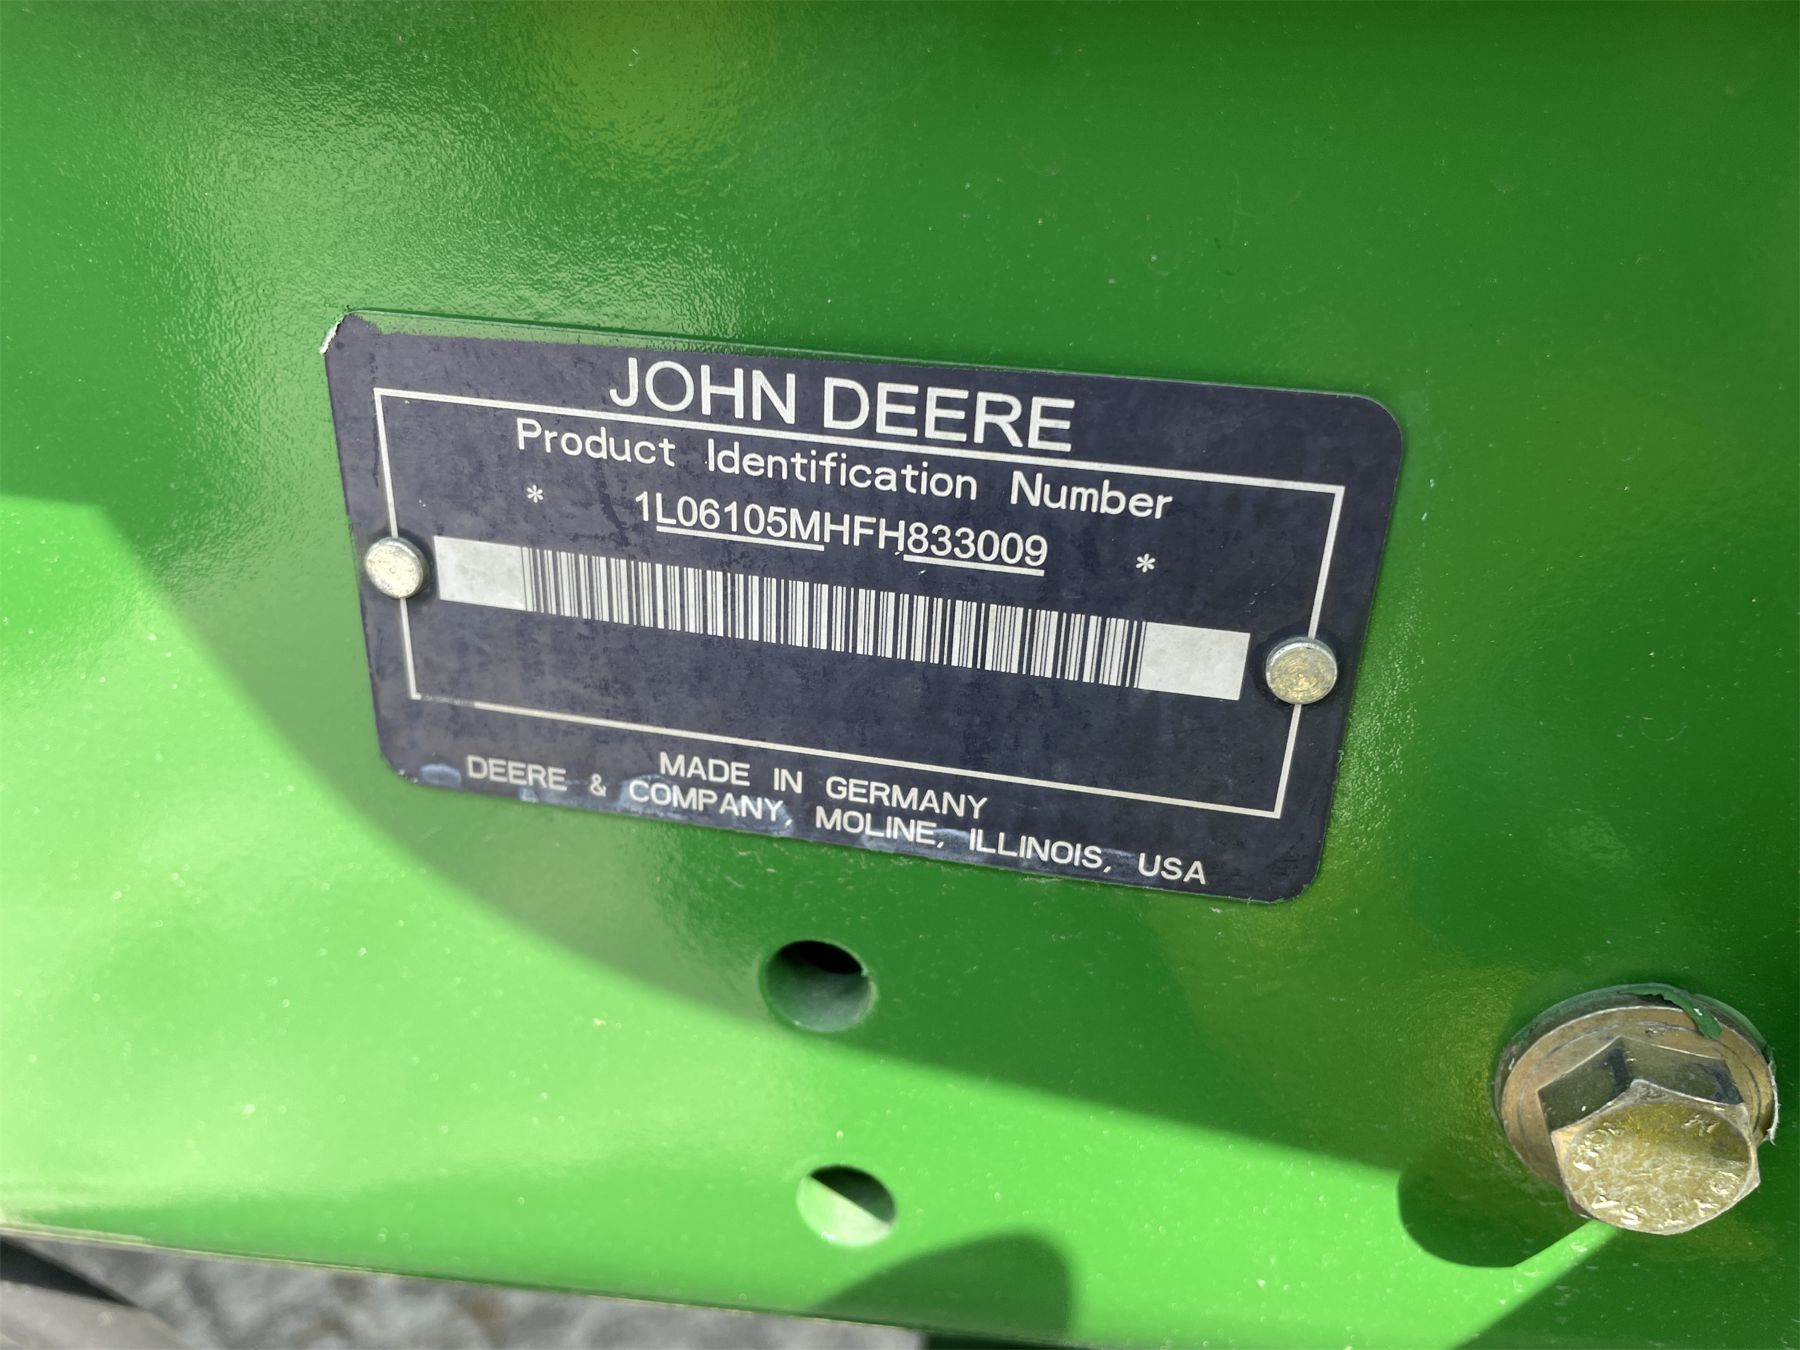 JOHN DEERE
Product Identification Number
* 1L06105MHFH833009 *
MADE IN GERMANY
DEERE & COMPANY, MOLINE, ILLINOIS, USA